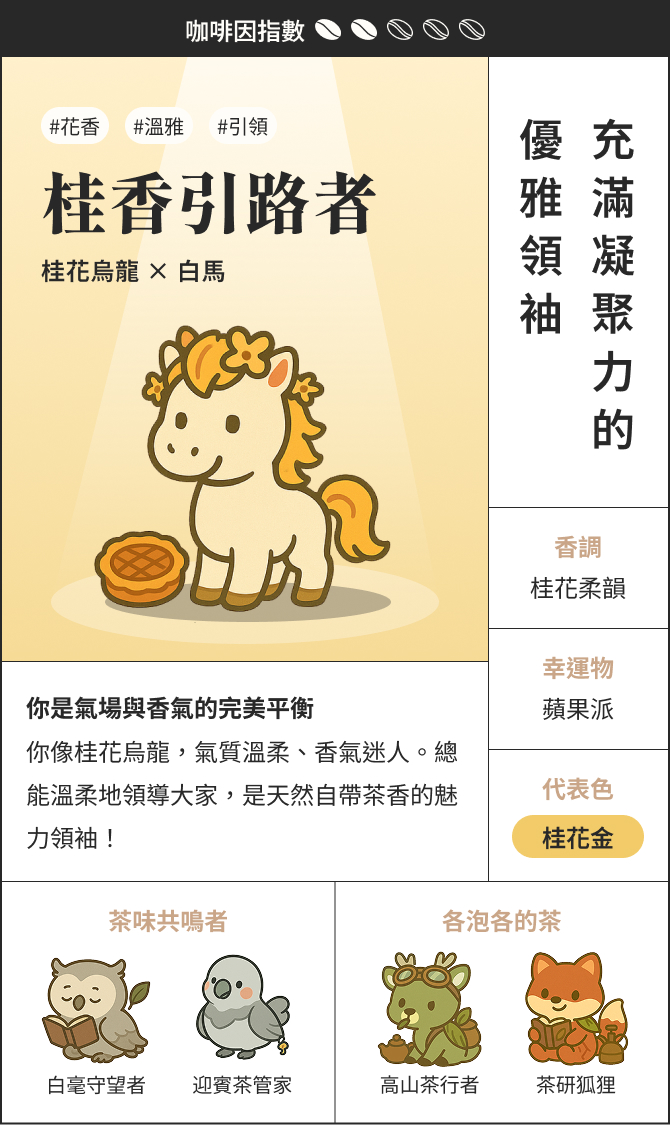 咖啡因指數
#花香 #溫雅 #引領
桂香引路者
桂花烏龍 × 白馬
充滿凝聚力的
優雅領袖
香調
桂花柔韻
幸運物
蘋果派
代表色
桂花金
你是氣場與香氣的完美平衡
你像桂花烏龍，氣質溫柔、香氣迷人。總
能溫柔地領導大家，是天然自帶茶香的魅
力領袖！
茶味共鳴者
白毫守望者 迎賓茶管家
各泡各的茶
高山茶行者 茶研狐狸